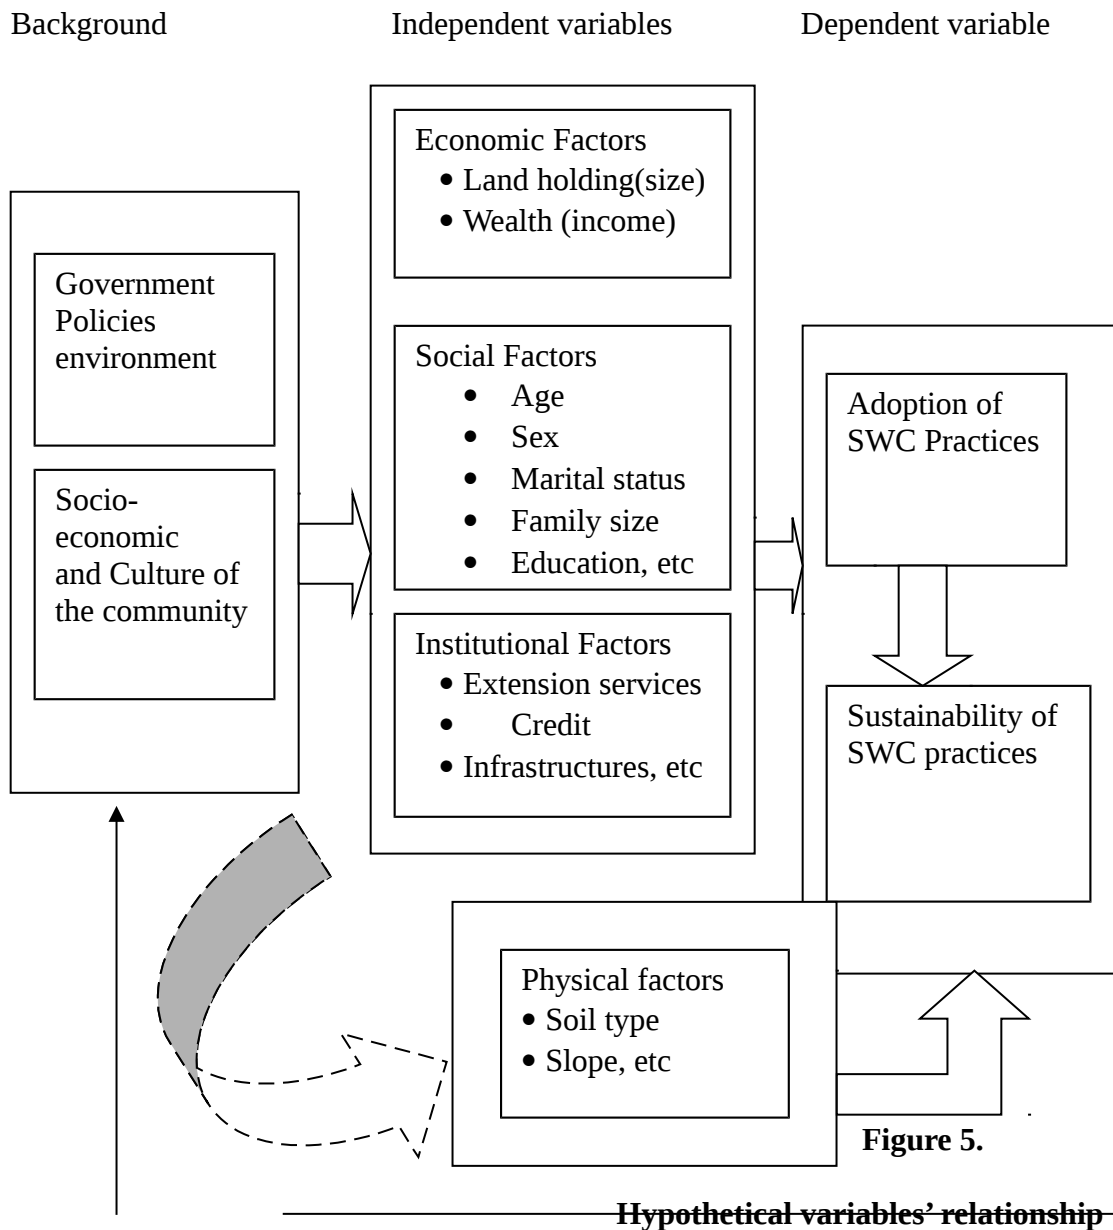 Background
Independent variables
Dependent variable
Government
Policies
environment
Socio-
economic
and Culture of
the community
Economic Factors
• Land holding(size)
• Wealth (income)
Social Factors
• Age
• Sex
• Marital status
• Family size
• Education, etc
Institutional Factors
• Extension services
• Credit
• Infrastructures, etc
Adoption of
SWC Practices
Sustainability of
SWC practices
Physical factors
• Soil type
• Slope, etc
Figure 5.
Hypothetical variables’ relationship